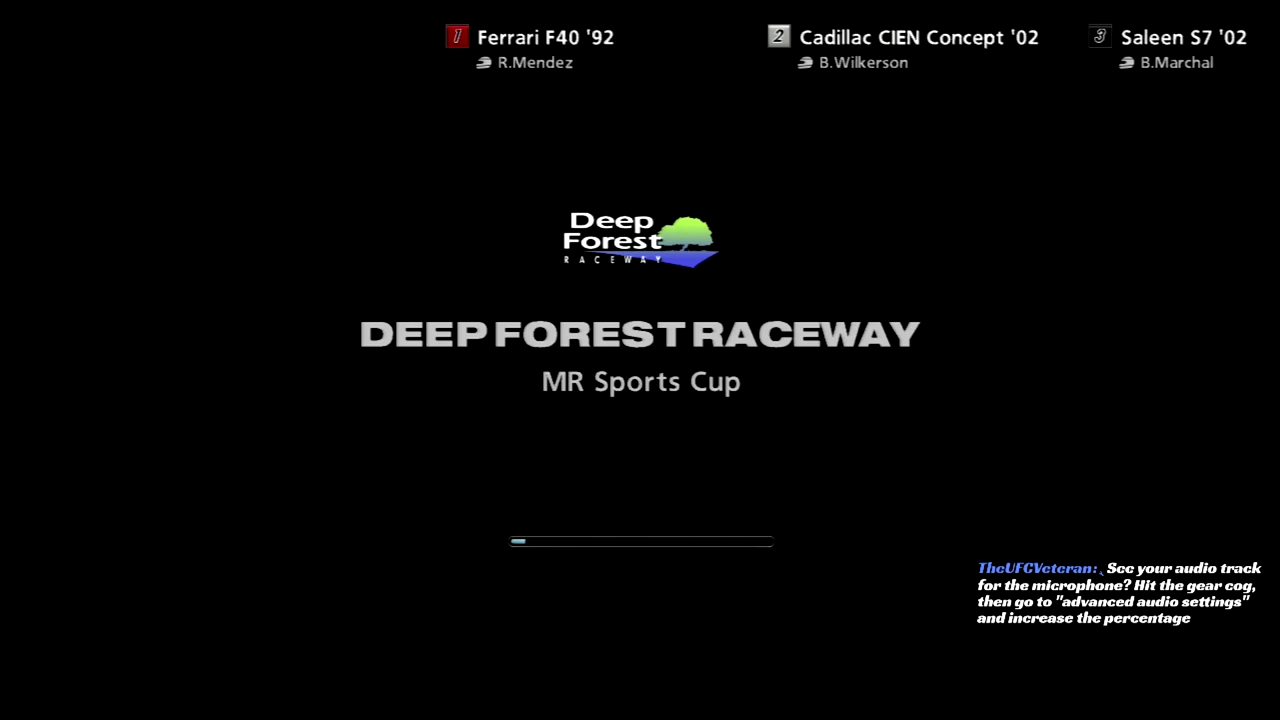 1 Ferrari F40 '92
R.Mendez
2 Cadillac CIEN Concept '02
B.Wilkerson
3 Saleen S7 '02
B.Marchal
Deep
Forest
RACEWAY
DEEP FOREST RACEWAY
MR Sports Cup
TheUFCVeteran: See your audio track
for the microphone? Hit the gear cog,
then go to "advanced audio settings"
and increase the percentage